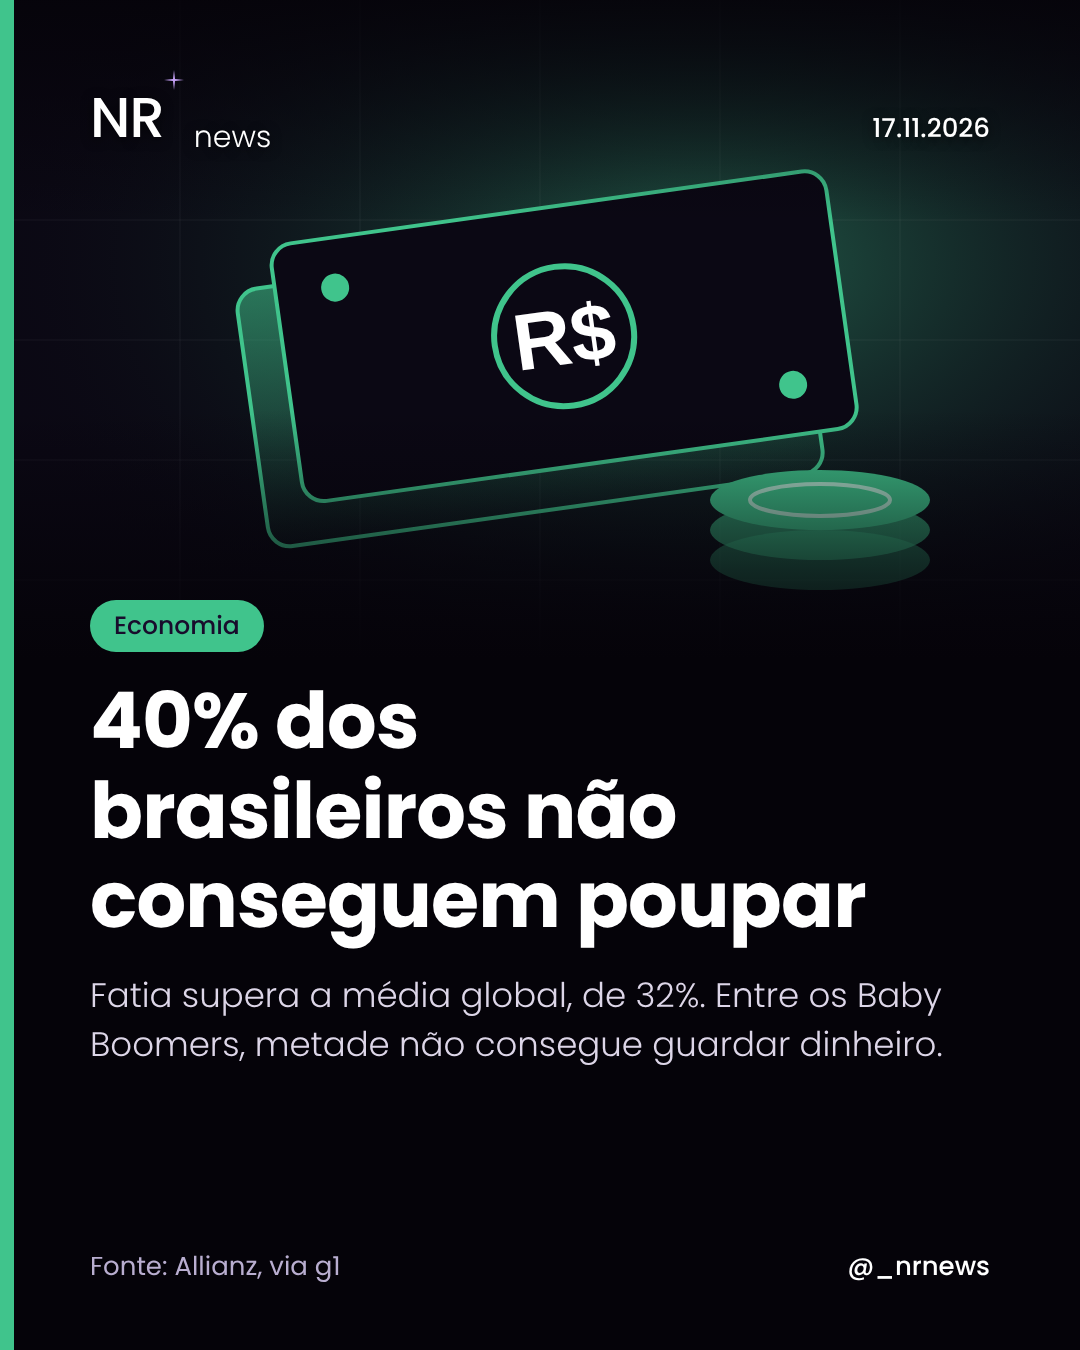 NR news
17.11.2026
R$
Economia
40% dos
brasileiros não
conseguem poupar
Fatia supera a média global, de 32%. Entre os Baby
Boomers, metade não consegue guardar dinheiro.
Fonte: Allianz, via g1
@_nrnews